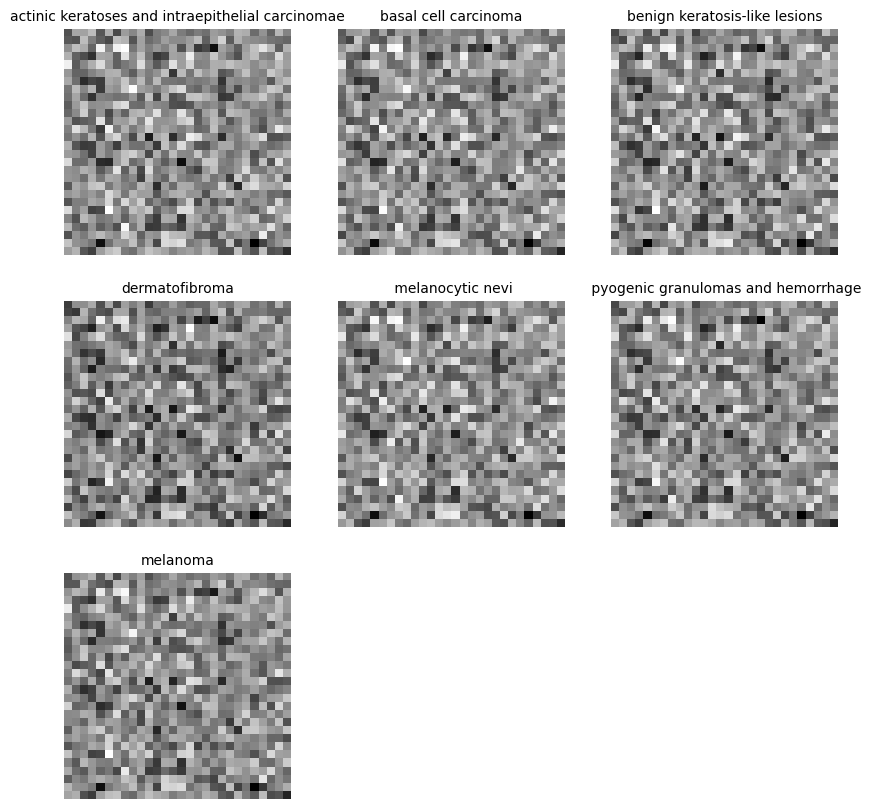 actinic keratoses and intraepithelial carcinomae
basal cell carcinoma
benign keratosis-like lesions
dermatofibroma
melanocytic nevi
pyogenic granulomas and hemorrhage
melanoma